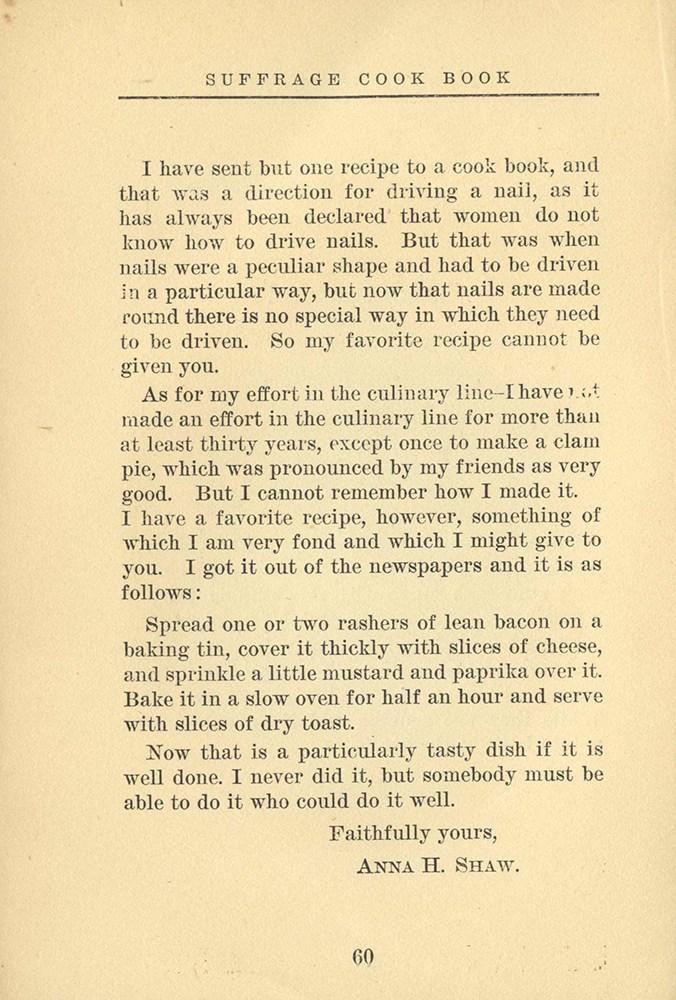 SUFFRAGE COOK BOOK
I have sent but one recipe to a cook book, and
that was a direction for driving a nail, as it
has always been declared that women do not
know how to drive nails. But that was when
nails were a peculiar shape and had to be driven
in a particular way, but now that nails are made
round there is no special way in which they need
to be driven. So my favorite recipe cannot be
given you.
As for my effort in the culinary line–I have not
made an effort in the culinary line for more than
at least thirty years, except once to make a clam
pie, which was pronounced by my friends as very
good. But I cannot remember how I made it.
I have a favorite recipe, however, something of
which I am very fond and which I might give to
you. I got it out of the newspapers and it is as
follows:
Spread one or two rashers of lean bacon on a
baking tin, cover it thickly with slices of cheese,
and sprinkle a little mustard and paprika over it.
Bake it in a slow oven for half an hour and serve
with slices of dry toast.
Now that is a particularly tasty dish if it is
well done. I never did it, but somebody must be
able to do it who could do it well.
Faithfully yours,
ANNA H. SHAW.
60